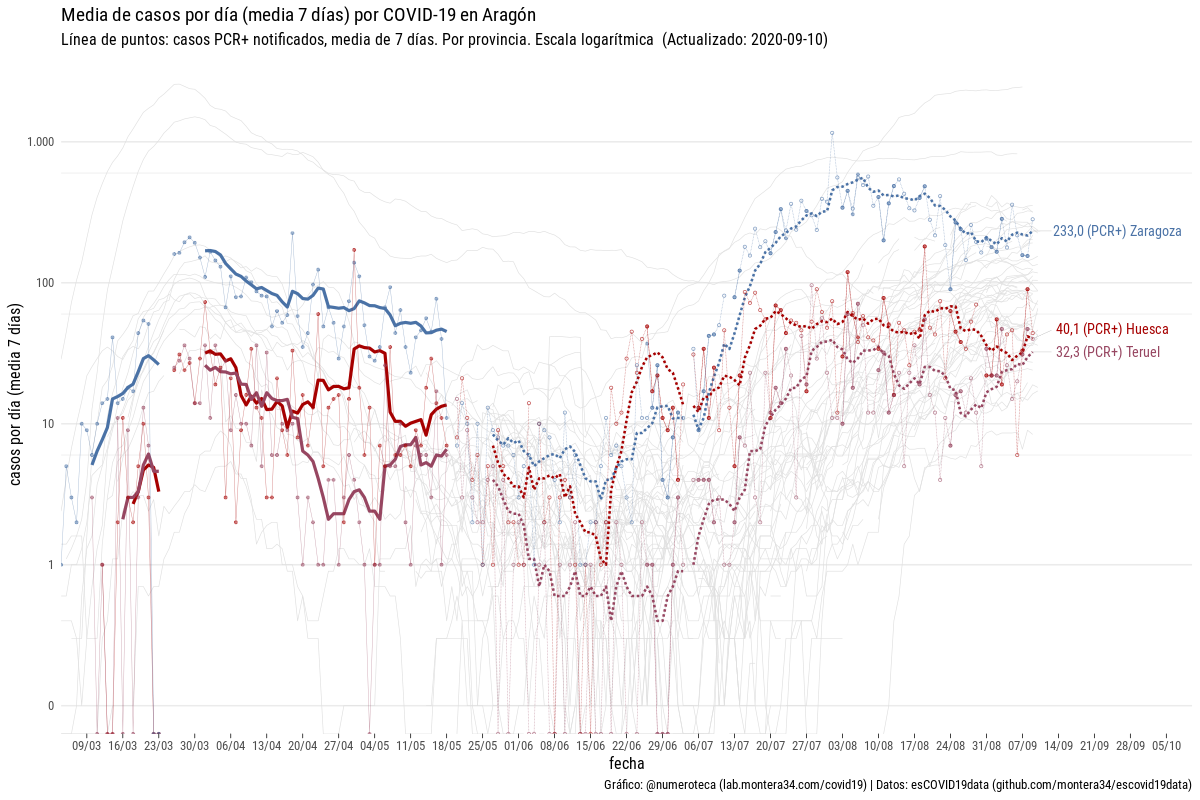 Media de casos por día (media 7 días) por COVID-19 en Aragón
Línea de puntos: casos PCR+ notificados, media de 7 días. Por provincia. Escala logarítmica (Actualizado: 2020-09-10)
casos por día (media 7 días)
1.000
100
10
1
0
233,0 (PCR+) Zaragoza
40,1 (PCR+) Huesca
32,3 (PCR+) Teruel
09/03 16/03 23/03 30/03 06/04 13/04 20/04 27/04 04/05 11/05 18/05 25/05 01/06 08/06 15/06 22/06 29/06 06/07 13/07 20/07 27/07 03/08 10/08 17/08 24/08 31/08 07/09 14/09 21/09 28/09 05/10
fecha
Gráfico: @numeroteca (lab.montera34.com/covid19) | Datos: esCOVID19data (github.com/montera34/escovid19data)